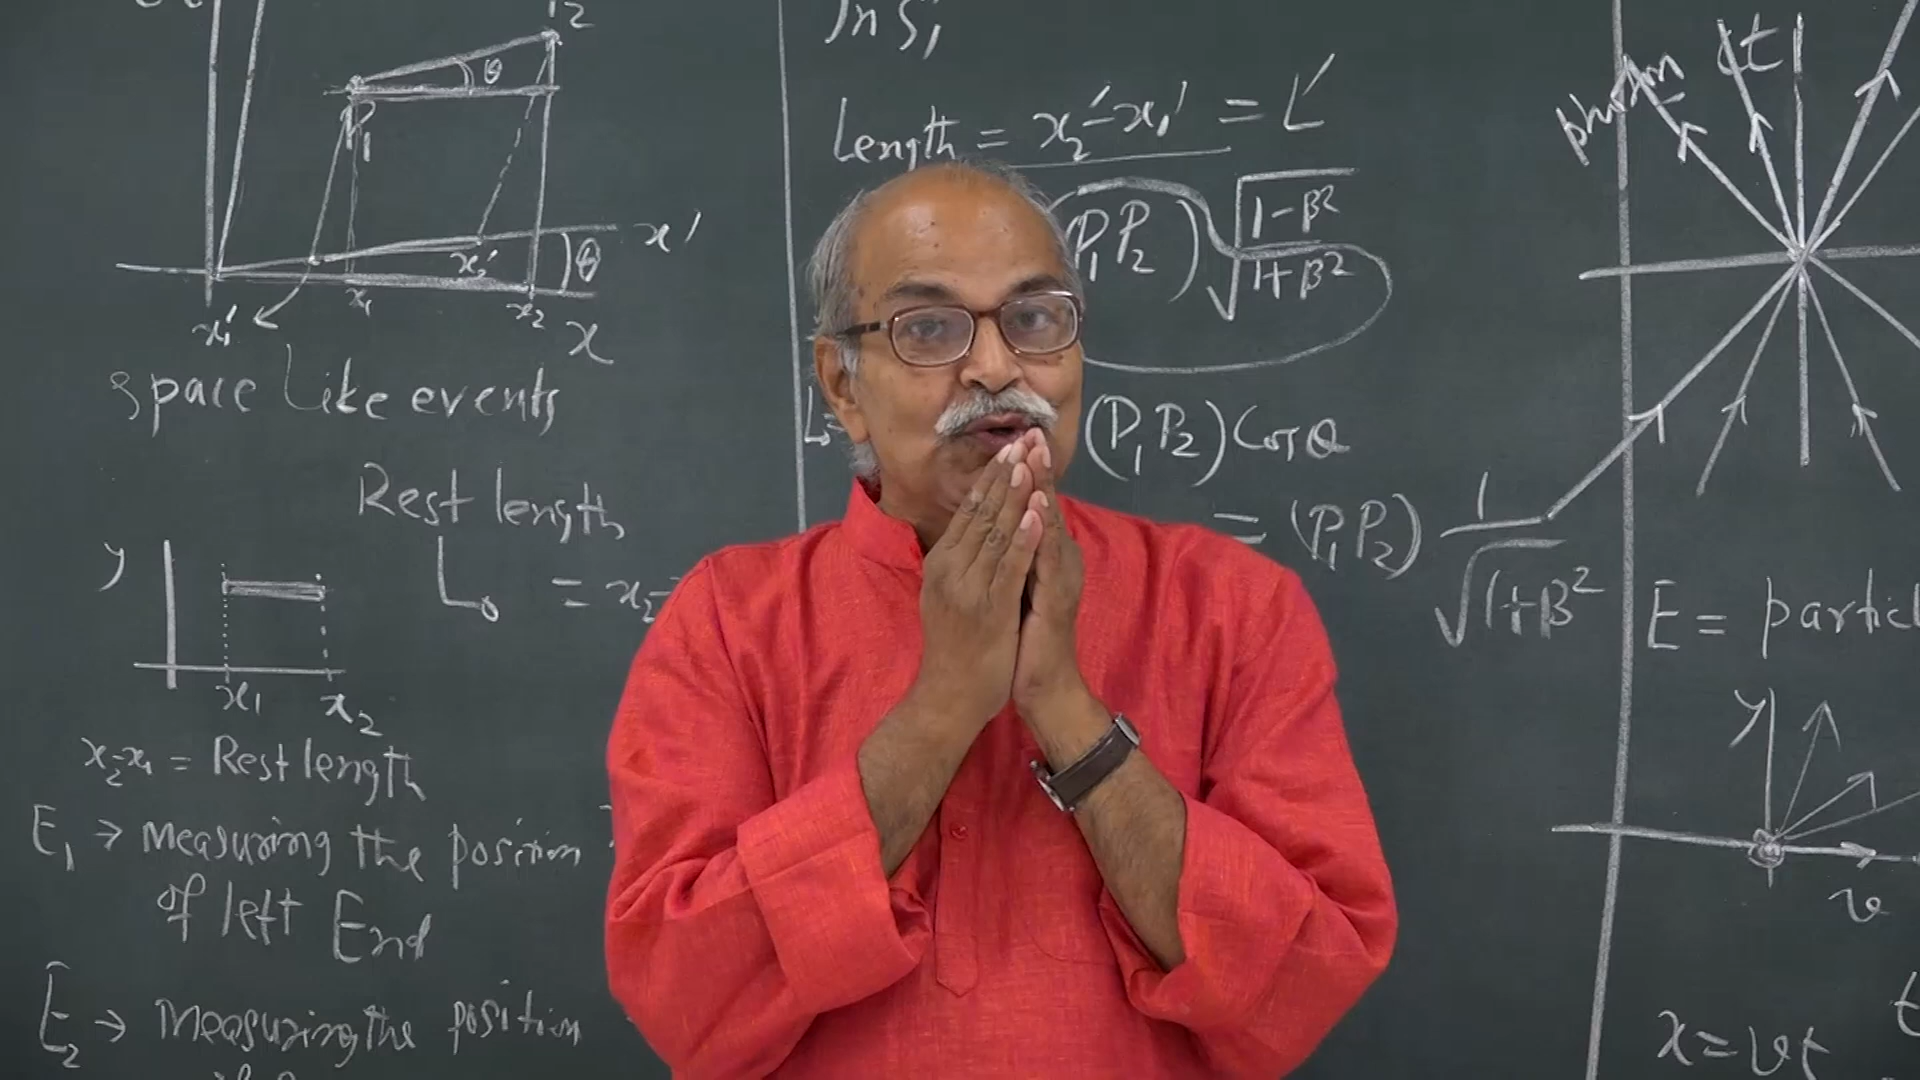 P₂
θ
P₁
x'
θ
x₂'
x₁'
x₁
x₂
x
space like events
Rest length
L₀ = x₂-
y
x₁
x₂
x₂-x₁ = Rest length
E₁ → Measuring the position
of left End
E₂ → Measuring the position
In S',
Length = x₂'-x₁' = L'
(P₁P₂) √(1-β²/1+β²)
(P₁P₂) Cosθ
= (P₁P₂) 1/√(1+β²)
photon
ct
E = partic
y
v
x = vt
t